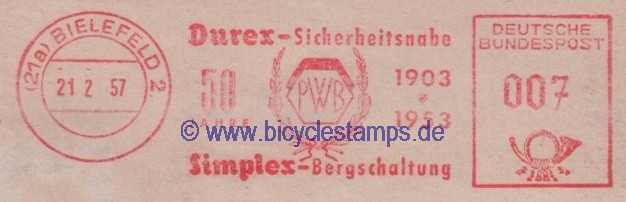 (21a) BIELEFELD 2
21 2 57
Durex-Sicherheitsnabe
50 JAHRE
PWB
1903
1953
Simplex-Bergschaltung
DEUTSCHE
BUNDESPOST
007
© www.bicyclestamps.de